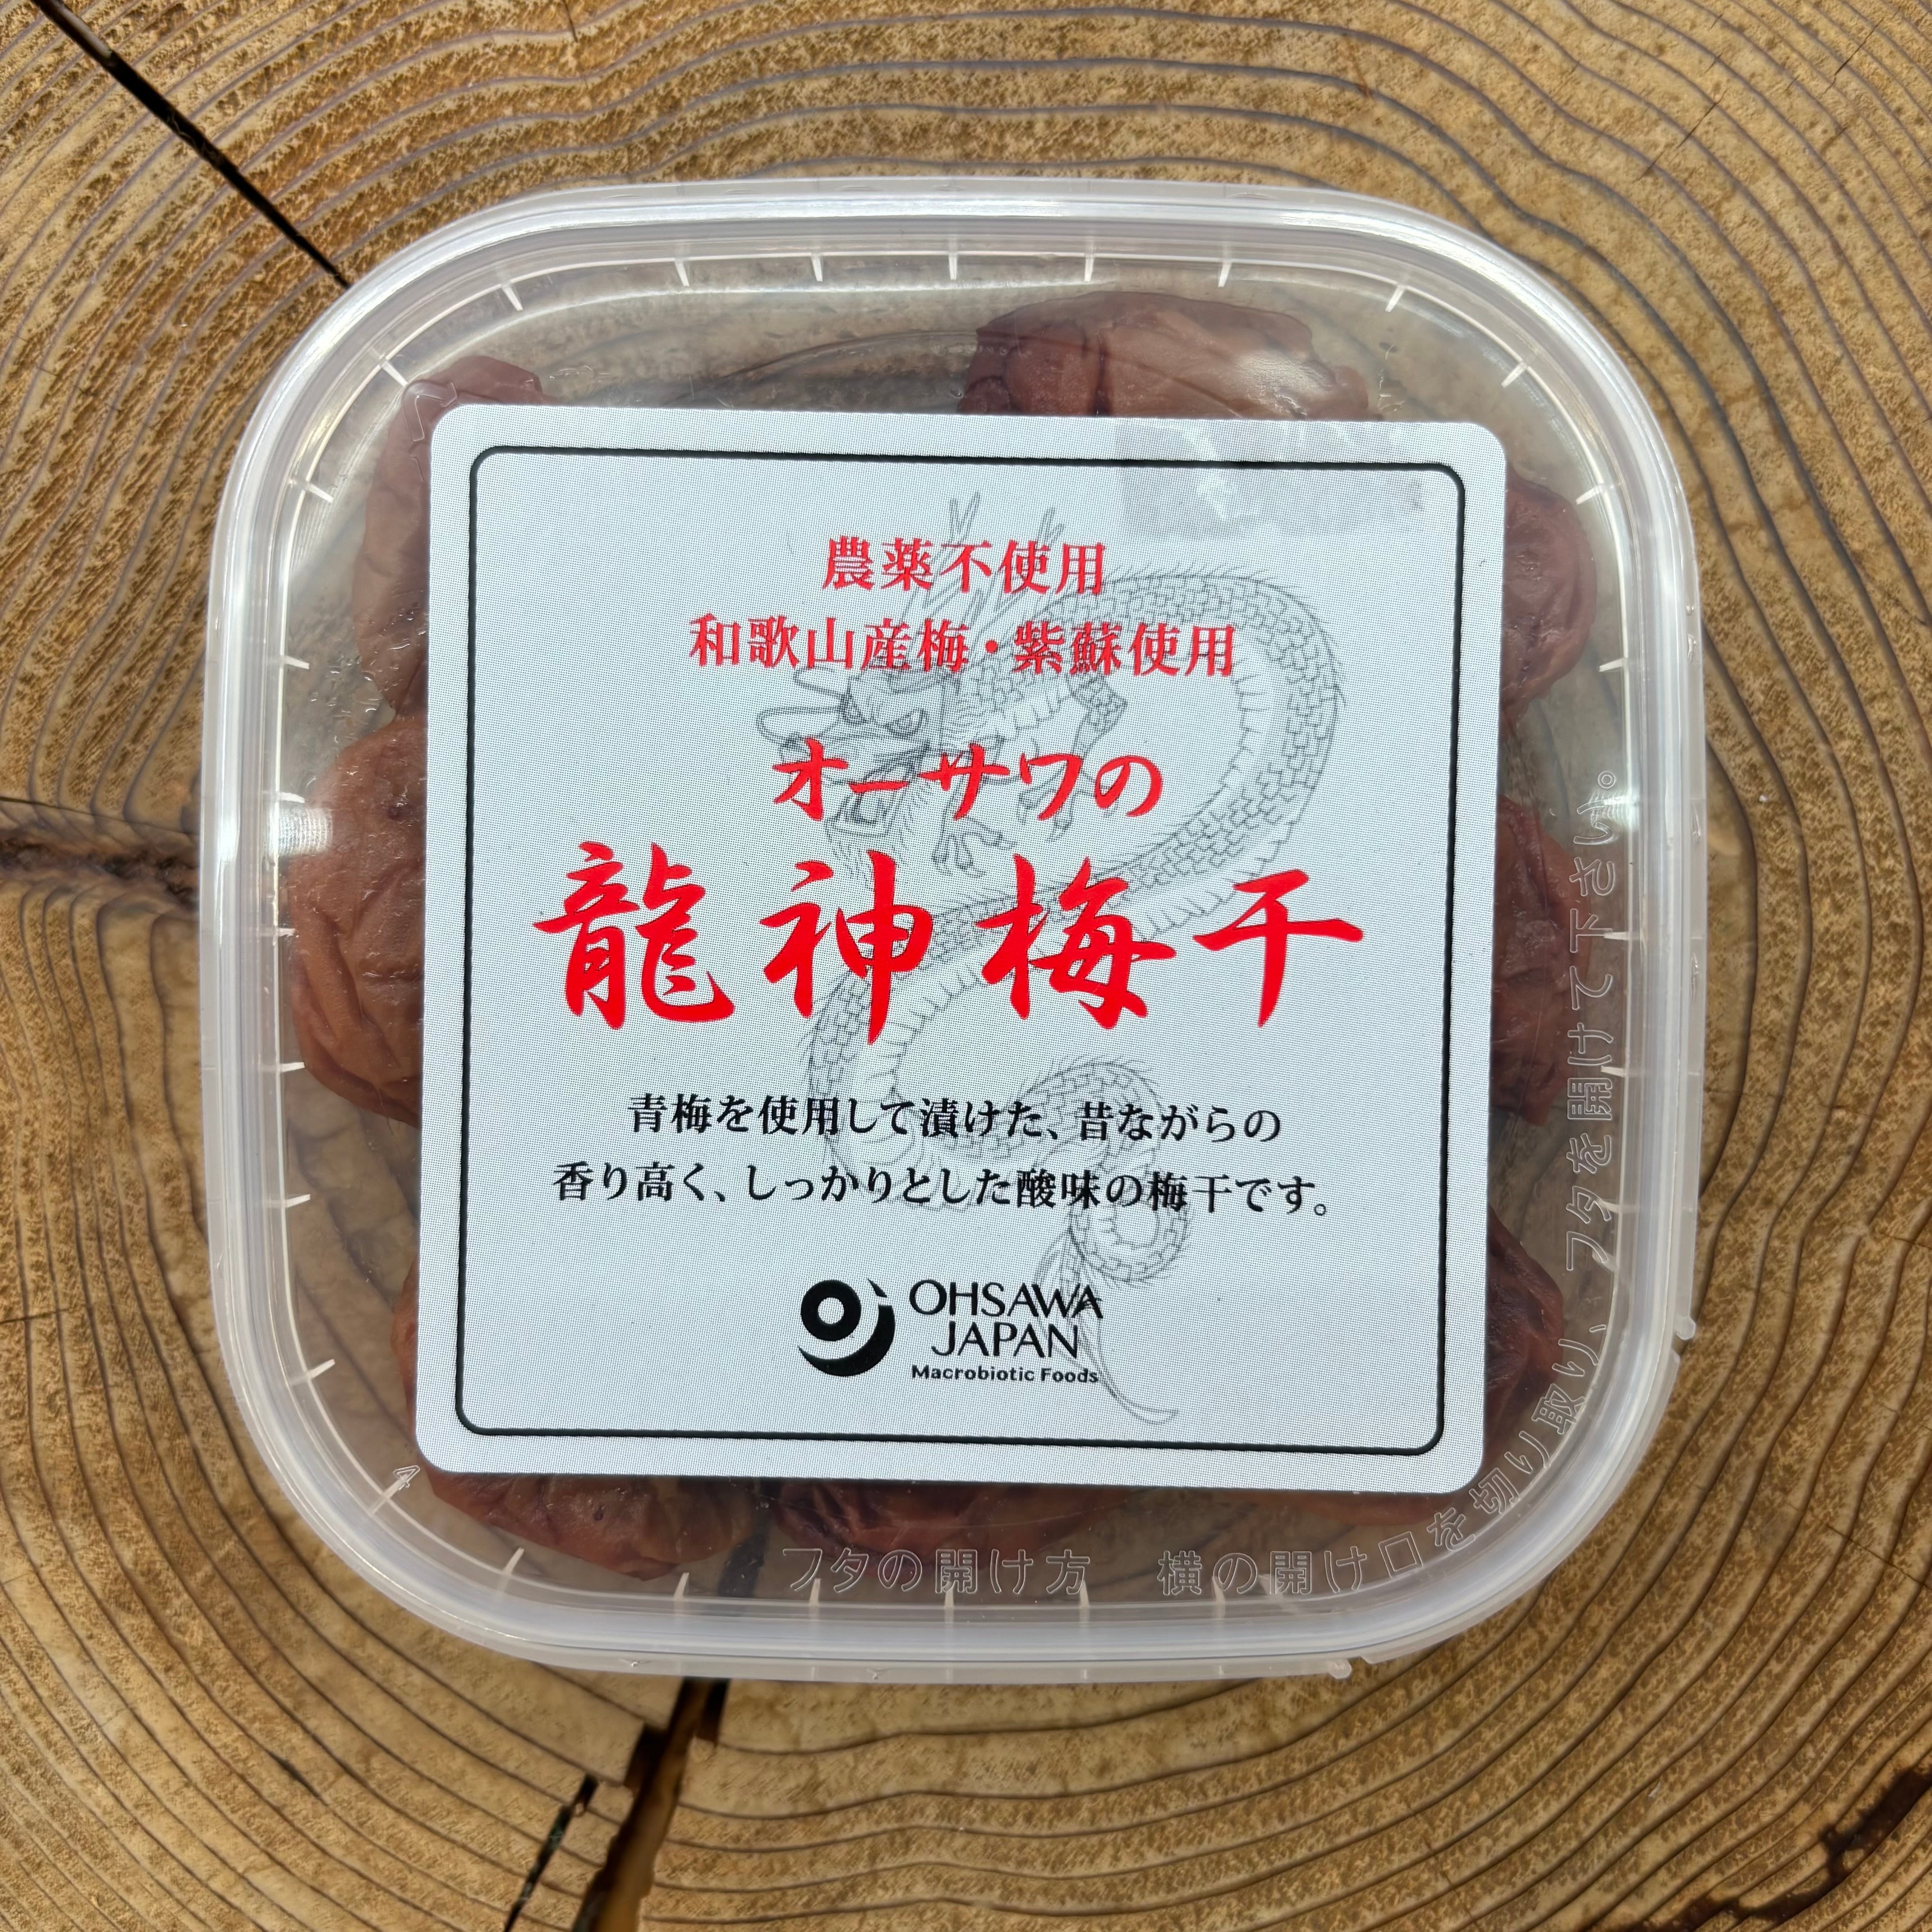 農薬不使用
和歌山産梅・紫蘇使用
オーサワの
龍神梅干
青梅を使用して漬けた、昔ながらの
香り高く、しっかりとした酸味の梅干です。
OHSAWA
JAPAN
Macrobiotic Foods
フタの開け方 横の開け口を切り取り、フタを開けて下さい。